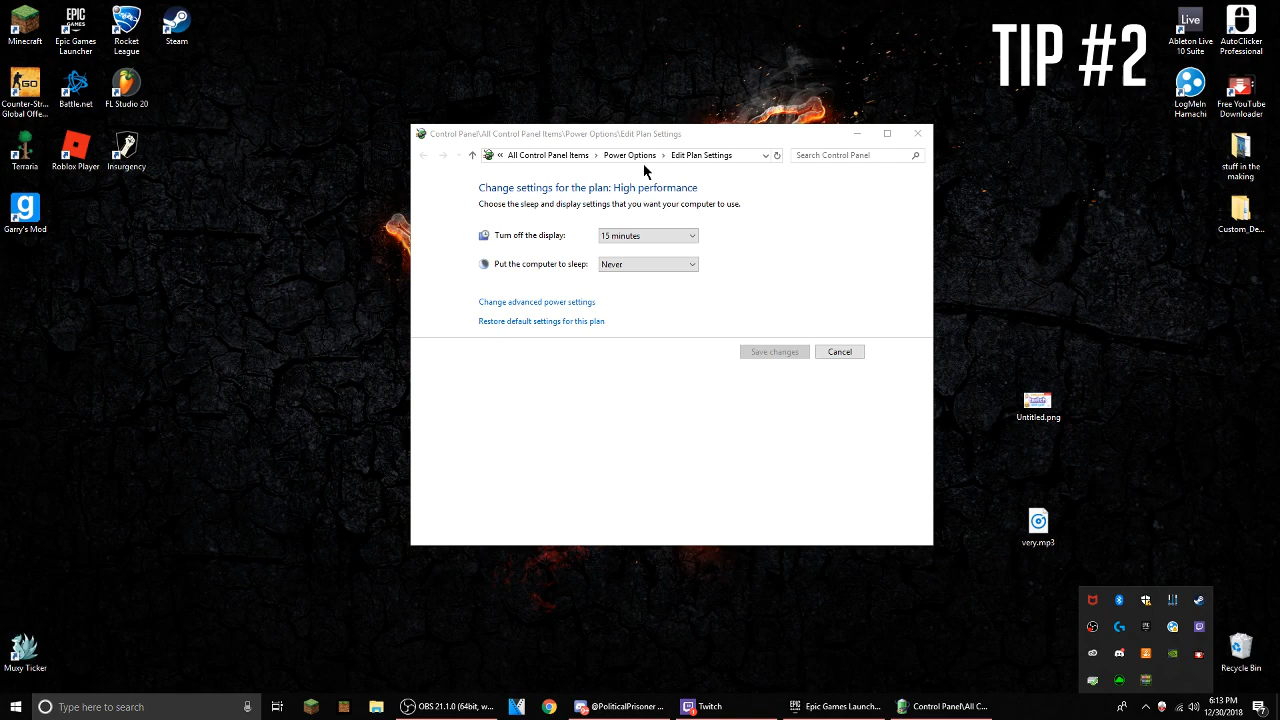 TIP #2
Minecraft
Epic Games
Launcher
Rocket
League
Steam
Live
Ableton Live
10 Suite
AutoClicker
Professional
EPIC
GAMES
GO
Counter-Str...
Global Offe...
Battle.net
FL Studio 20
LogMeIn
Hamachi
Free YouTube
Downloader
Terraria
Roblox Player
Insurgency
stuff in the
making
g
Garry's Mod
Custom_De...
Control Panel\All Control Panel Items\Power Options\Edit Plan Settings
« All Control Panel Items › Power Options › Edit Plan Settings
Search Control Panel
Change settings for the plan: High performance
Choose the sleep and display settings that you want your computer to use.
Turn off the display: 15 minutes
Put the computer to sleep: Never
Change advanced power settings
Restore default settings for this plan
Save changes Cancel
Untitled.png
very.mp3
Muxy Ticker
Recycle Bin
Type here to search
OBS 21.1.0 (64bit, w...
@PoliticalPrisoner ...
Twitch
Epic Games Launch...
Control Panel\All C...
6:13 PM
12/30/2018